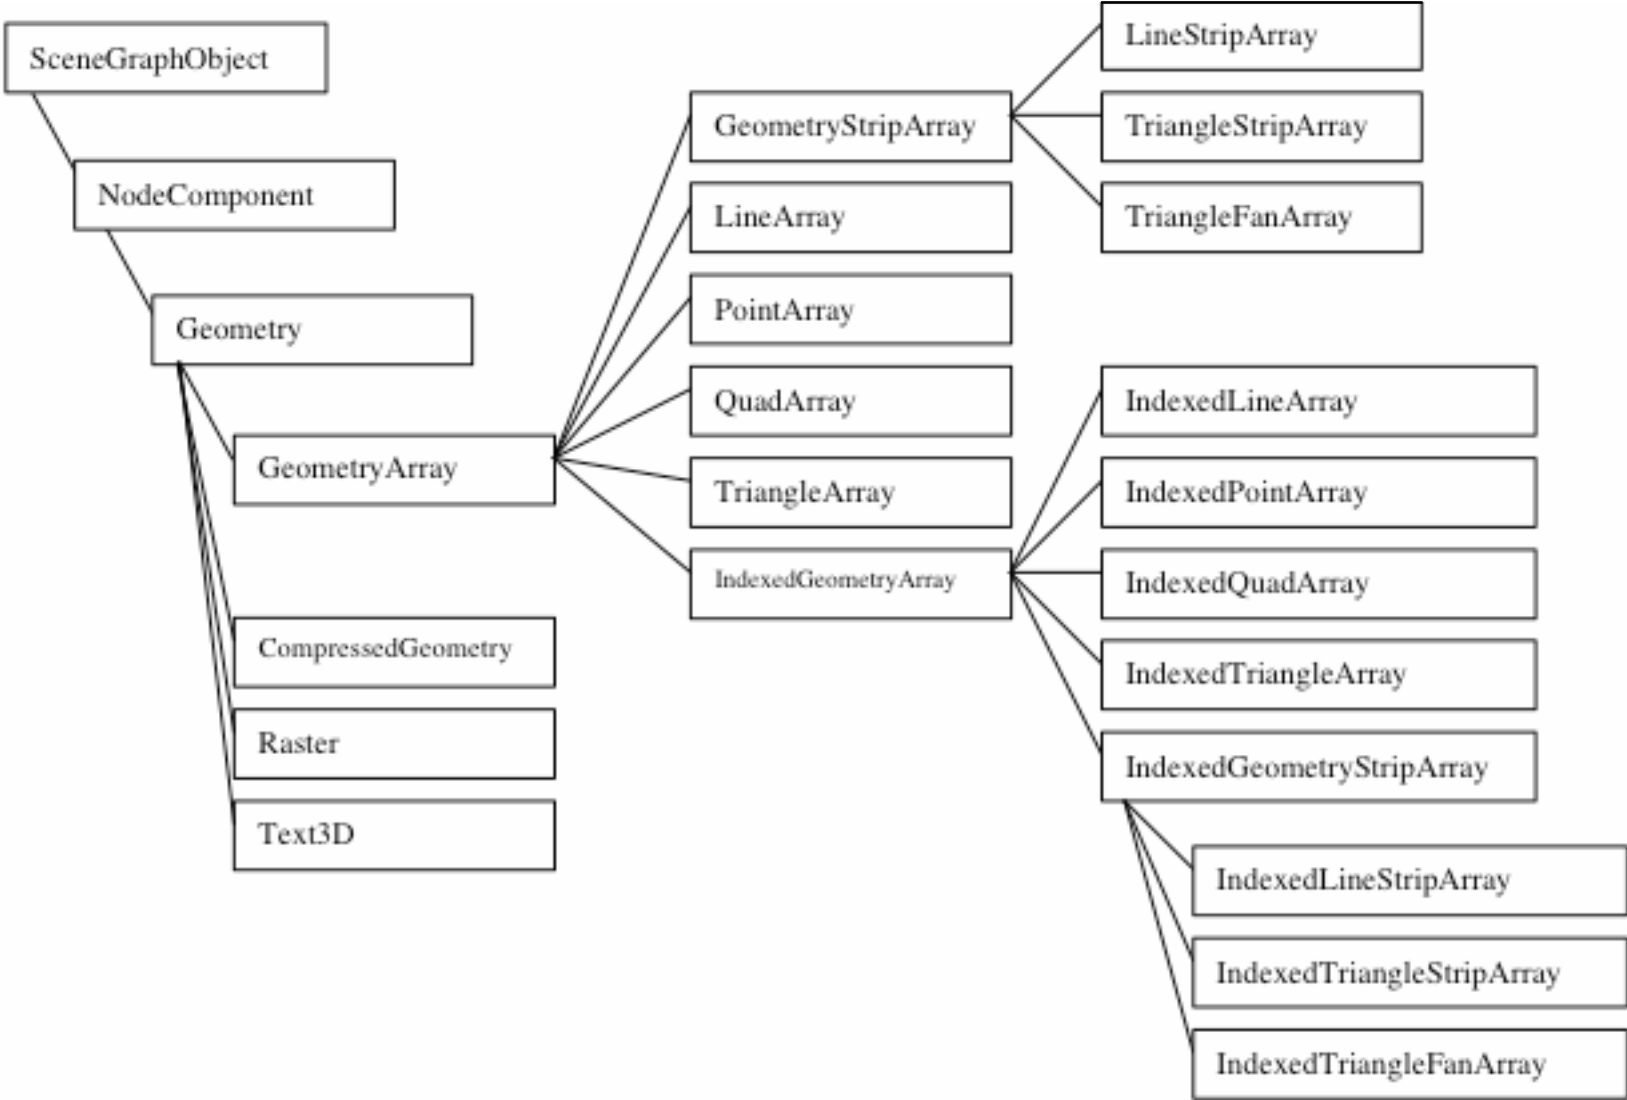 SceneGraphObject
NodeComponent
Geometry
GeometryArray
CompressedGeometry
Raster
Text3D
GeometryStripArray
LineArray
PointArray
QuadArray
TriangleArray
IndexedGeometryArray
LineStripArray
TriangleStripArray
TriangleFanArray
IndexedLineArray
IndexedPointArray
IndexedQuadArray
IndexedTriangleArray
IndexedGeometryStripArray
IndexedLineStripArray
IndexedTriangleStripArray
IndexedTriangleFanArray